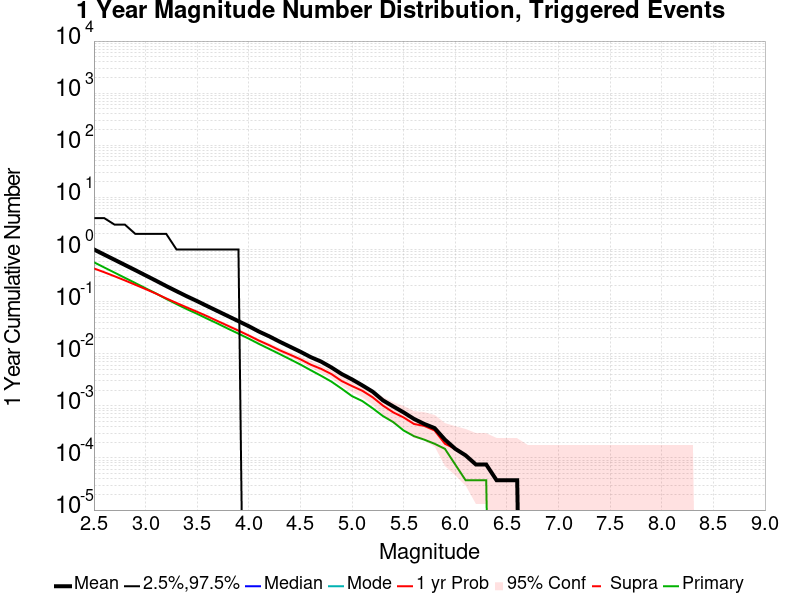 1 Year Magnitude Number Distribution, Triggered Events
10^4
10^3
10^2
10^1
10^0
10^-1
10^-2
10^-3
10^-4
10^-5
1 Year Cumulative Number
2.5 3.0 3.5 4.0 4.5 5.0 5.5 6.0 6.5 7.0 7.5 8.0 8.5 9.0
Magnitude
Mean 2.5%,97.5% Median Mode 1 yr Prob 95% Conf Supra Primary